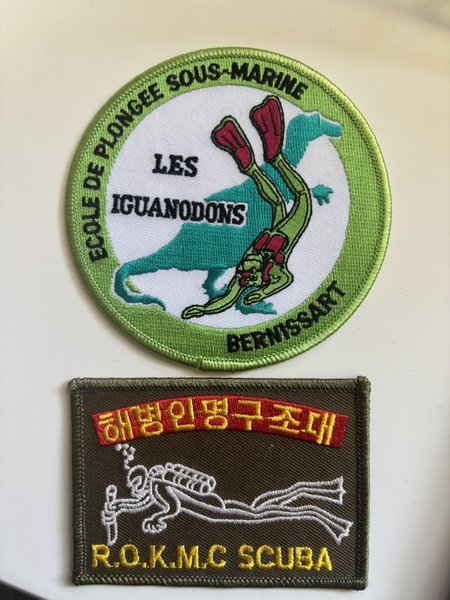 ECOLE DE PLONGEE SOUS-MARINE
LES
IGUANODONS
BERNISSART
해병인명구조대
R.O.K.M.C SCUBA